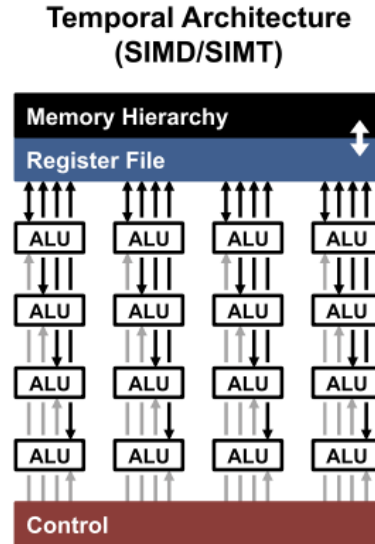 Temporal Architecture
(SIMD/SIMT)
Memory Hierarchy
Register File
ALU ALU ALU ALU
ALU ALU ALU ALU
ALU ALU ALU ALU
ALU ALU ALU ALU
Control